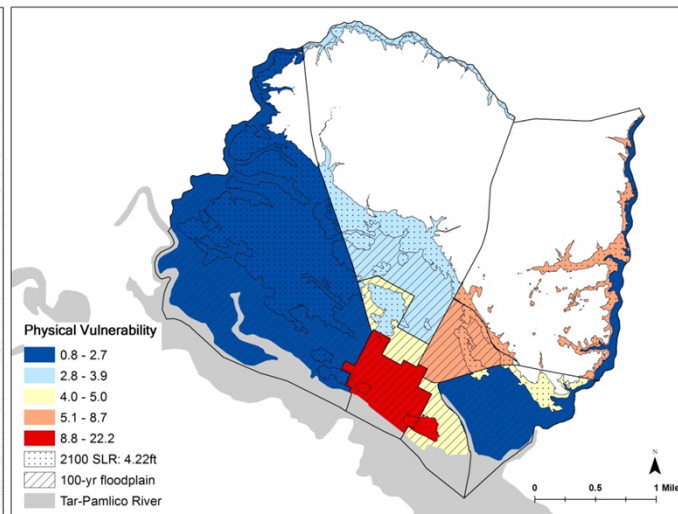 Physical Vulnerability
0.8 - 2.7
2.8 - 3.9
4.0 - 5.0
5.1 - 8.7
8.8 - 22.2
2100 SLR: 4.22ft
100-yr floodplain
Tar-Pamlico River
N
0 0.5 1 Mile